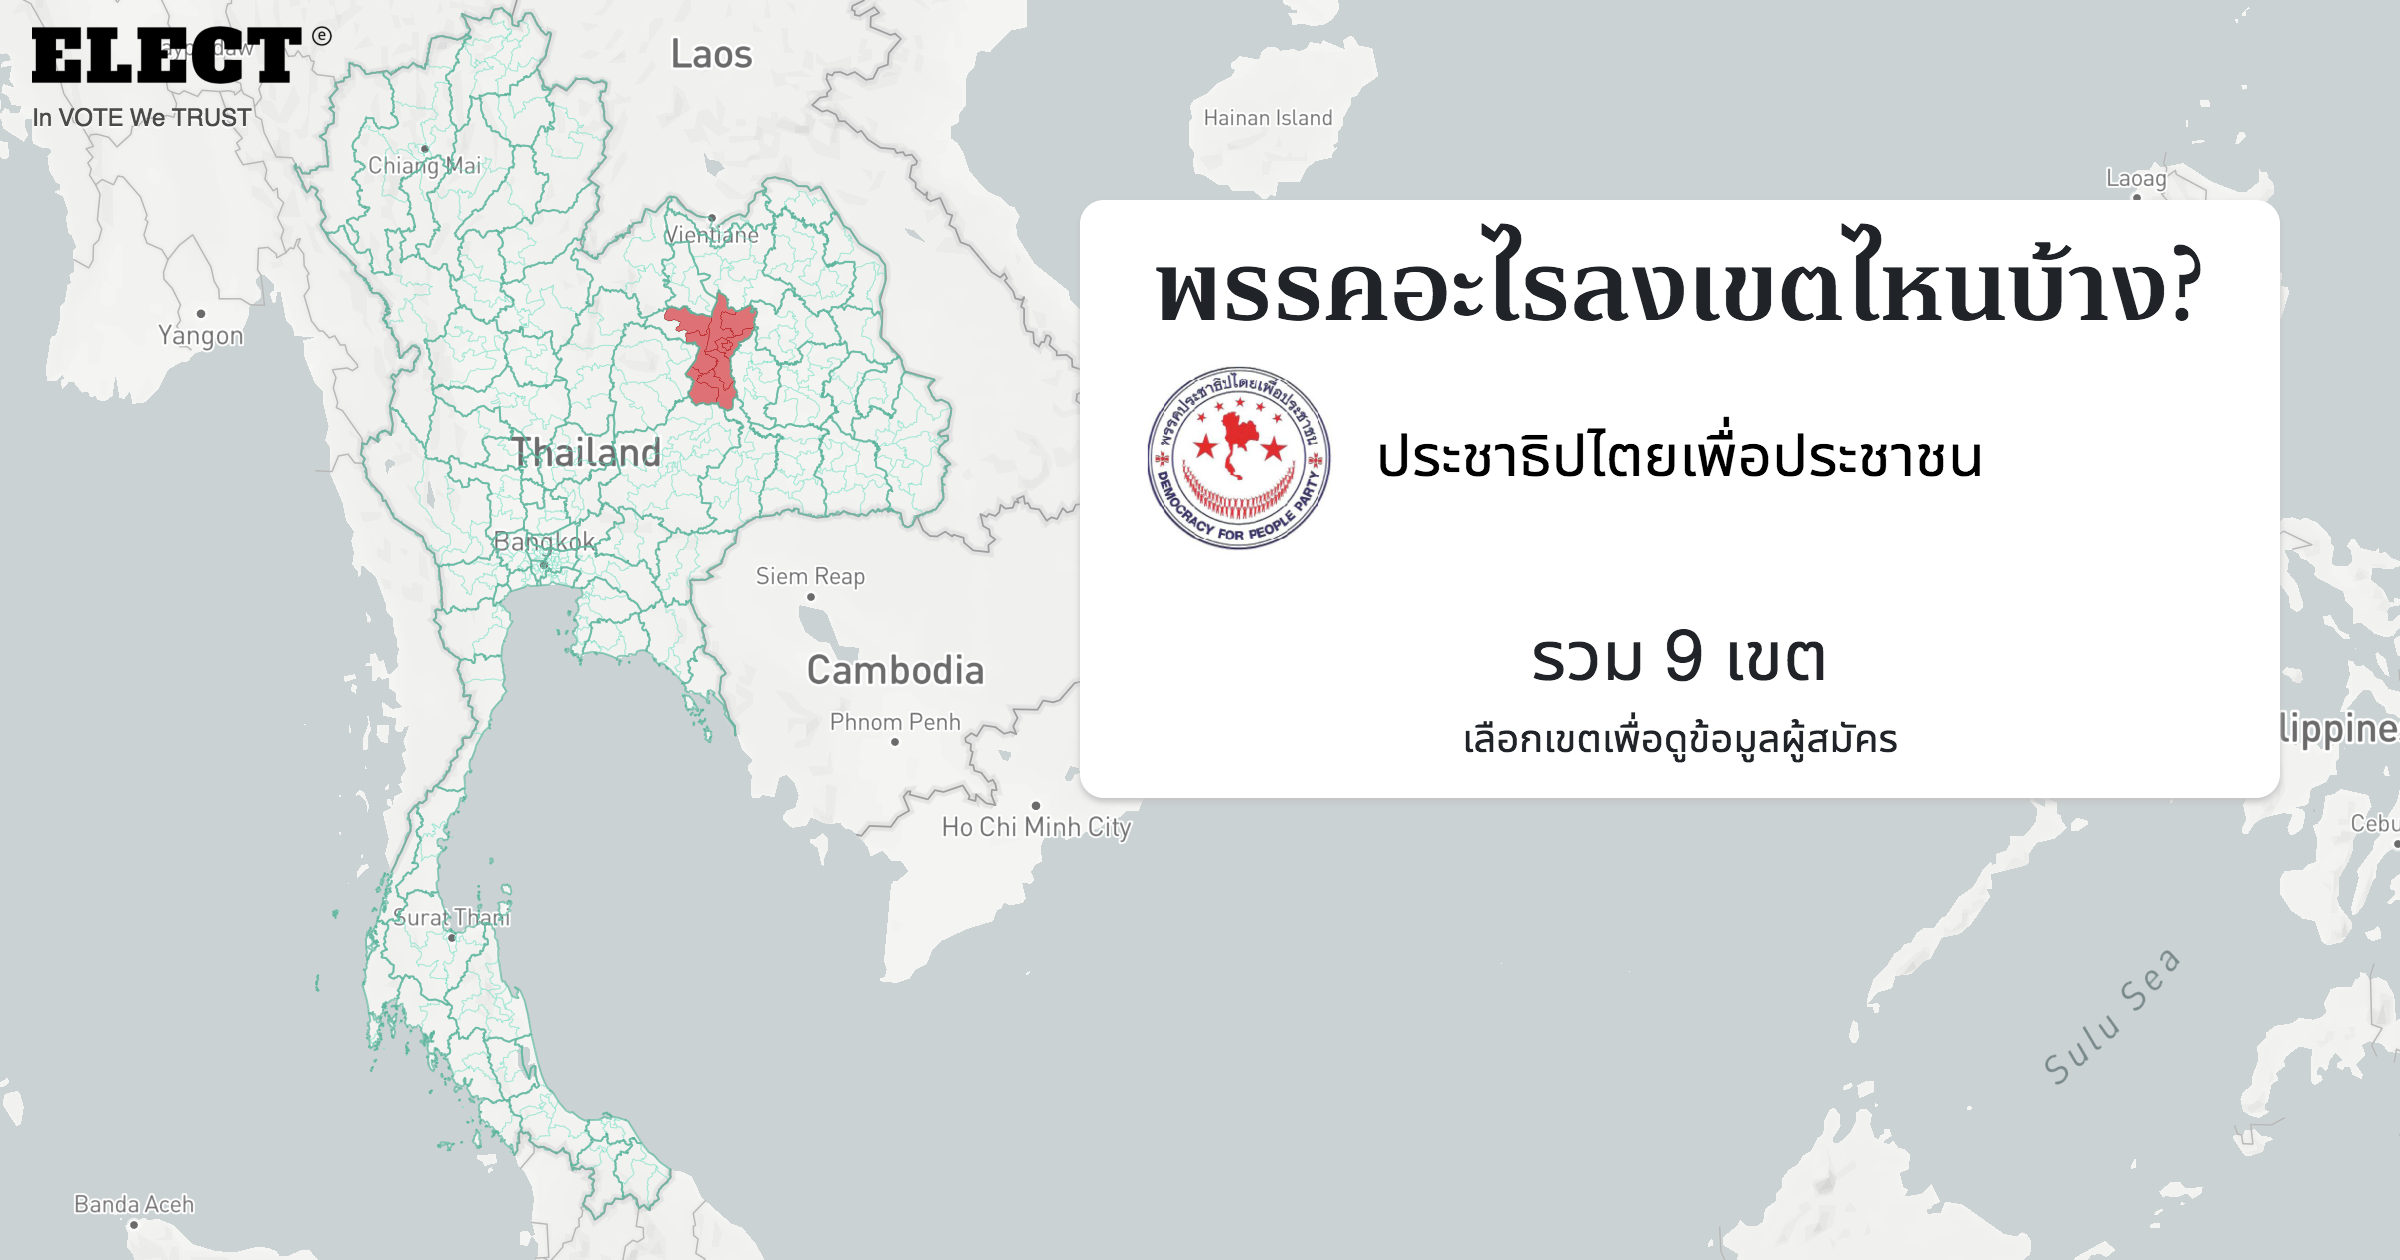 ELECT ⓔ
In VOTE We TRUST
Laos
Hainan Island
Chiang Mai
Laoag
Vientiane
พรรคอะไรลงเขตไหนบ้าง?
Yangon
พรรคประชาธิปไตยเพื่อประชาชน
DEMOCRACY FOR PEOPLE PARTY
ประชาธิปไตยเพื่อประชาชน
Thailand
Bangkok
Siem Reap
Cambodia
รวม 9 เขต
Phnom Penh
เลือกเขตเพื่อดูข้อมูลผู้สมัคร
lippine
Ho Chi Minh City
Cebu
Surat Thani
Sulu Sea
Banda Aceh